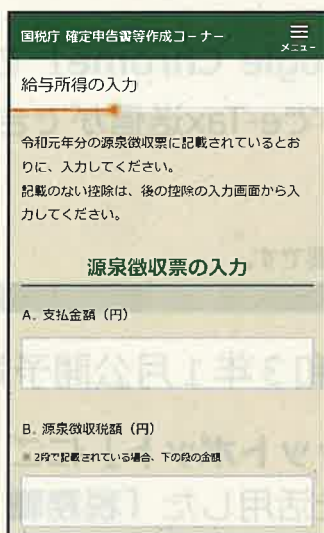 国税庁 確定申告書等作成コーナー
メニュー
給与所得の入力
令和元年分の源泉徴収票に記載されているとお
りに、入力してください。
記載のない控除は、後の控除の入力画面から入
力してください。
源泉徴収票の入力
A. 支払金額（円）
B. 源泉徴収税額（円）
※ 2段で記載されている場合、下の段の金額